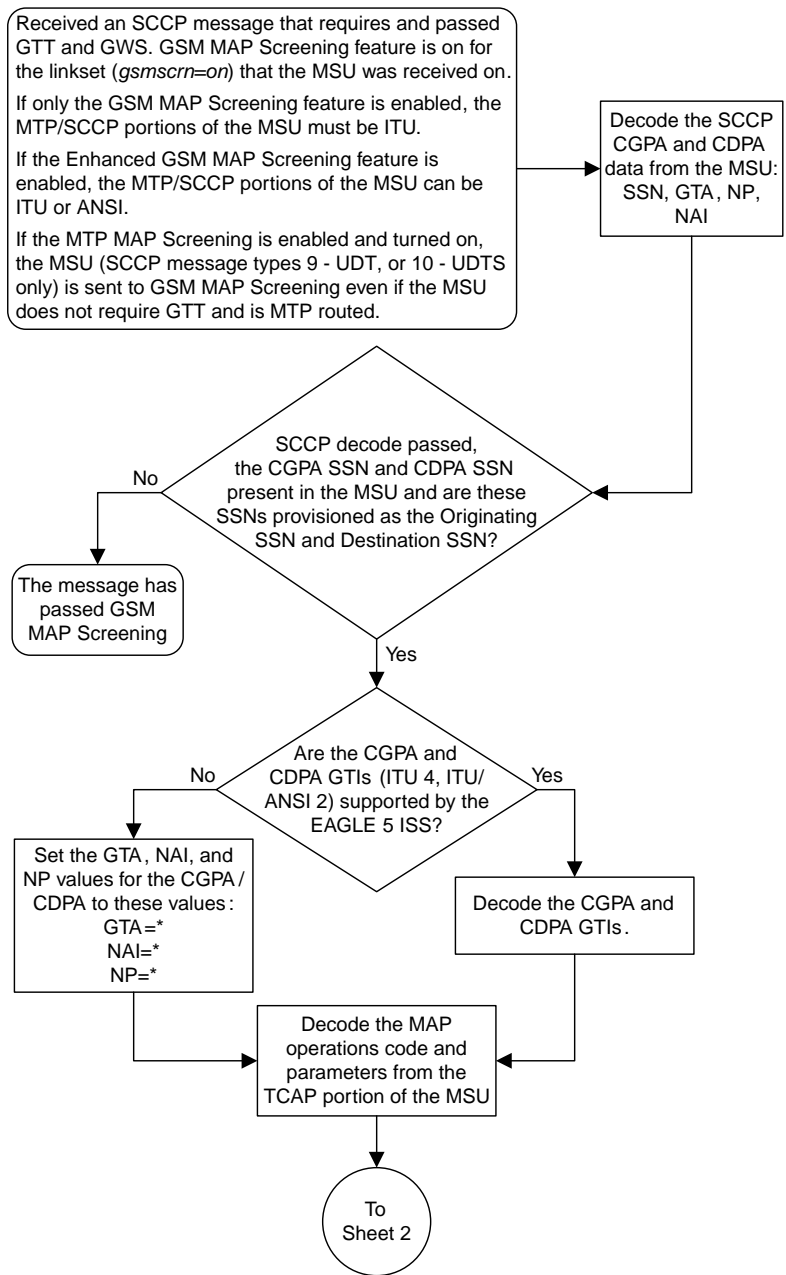 Received an SCCP message that requires and passed
GTT and GWS. GSM MAP Screening feature is on for
the linkset (gsmscrn=on) that the MSU was received on.
If only the GSM MAP Screening feature is enabled, the
MTP/SCCP portions of the MSU must be ITU.
If the Enhanced GSM MAP Screening feature is
enabled, the MTP/SCCP portions of the MSU can be
ITU or ANSI.
If the MTP MAP Screening is enabled and turned on,
the MSU (SCCP message types 9 - UDT, or 10 - UDTS
only) is sent to GSM MAP Screening even if the MSU
does not require GTT and is MTP routed.
Decode the SCCP
CGPA and CDPA
data from the MSU:
SSN, GTA, NP,
NAI
SCCP decode passed,
the CGPA SSN and CDPA SSN
present in the MSU and are these
SSNs provisioned as the Originating
SSN and Destination SSN?
No
The message has
passed GSM
MAP Screening
Yes
Are the CGPA and
CDPA GTIs (ITU 4, ITU/
ANSI 2) supported by the
EAGLE 5 ISS?
No
Yes
Set the GTA, NAI, and
NP values for the CGPA/
CDPA to these values:
GTA=*
NAI=*
NP=*
Decode the CGPA and
CDPA GTIs.
Decode the MAP
operations code and
parameters from the
TCAP portion of the MSU
To
Sheet 2